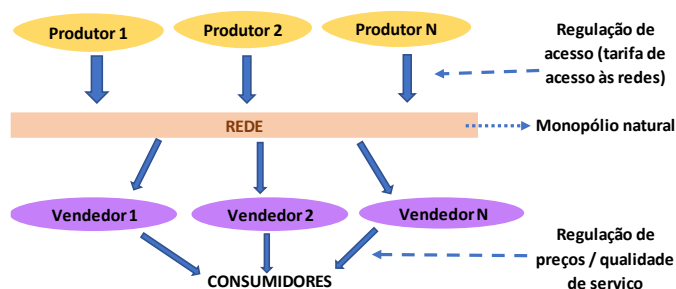 Produtor 1
Produtor 2
Produtor N
Regulação de
acesso (tarifa de
acesso às redes)
REDE
Monopólio natural
Vendedor 1
Vendedor 2
Vendedor N
Regulação de
preços / qualidade
de serviço
CONSUMIDORES